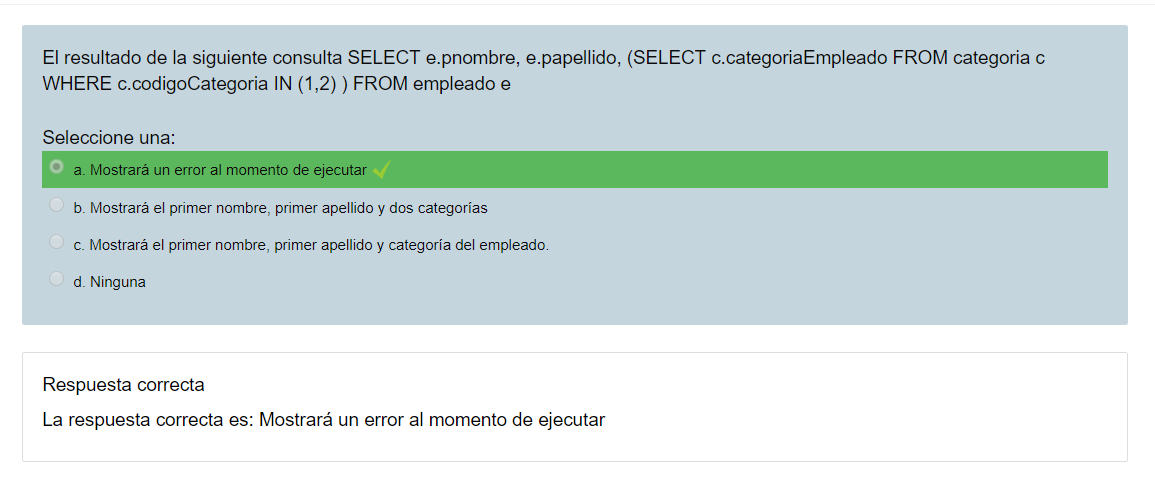 El resultado de la siguiente consulta SELECT e.pnombre, e.papellido, (SELECT c.categoriaEmpleado FROM categoria c
WHERE c.codigoCategoria IN (1,2) ) FROM empleado e
Seleccione una:
a. Mostrará un error al momento de ejecutar
b. Mostrará el primer nombre, primer apellido y dos categorías
c. Mostrará el primer nombre, primer apellido y categoría del empleado.
d. Ninguna
Respuesta correcta
La respuesta correcta es: Mostrará un error al momento de ejecutar